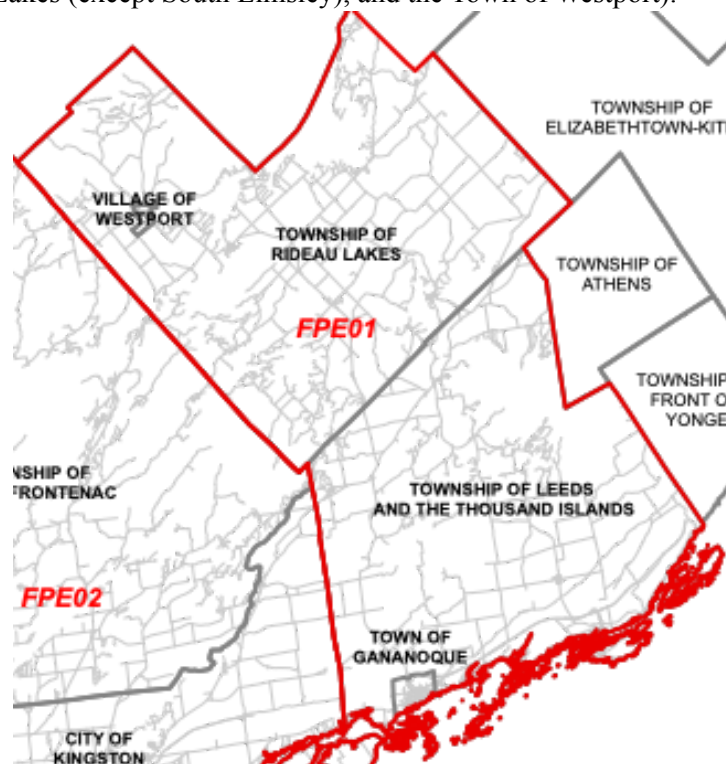 Lakes (except South Elmsley), and the Town of Westport).
TOWNSHIP OF
ELIZABETHTOWN-KIT
VILLAGE OF
WESTPORT
TOWNSHIP OF
RIDEAU LAKES
TOWNSHIP OF
ATHENS
FPE01
TOWNSHIP
FRONT O
YONGE
NSHIP OF
FRONTENAC
TOWNSHIP OF LEEDS
AND THE THOUSAND ISLANDS
FPE02
TOWN OF
GANANOQUE
CITY OF
KINGSTON